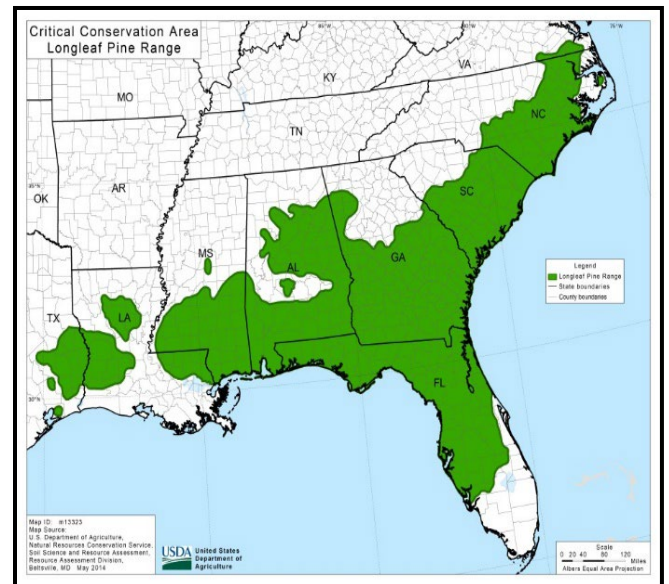 Critical Conservation Area
Longleaf Pine Range
MO
KY
VA
TN
NC
AR
OK
SC
MS
AL
GA
TX
LA
FL
Legend
Longleaf Pine Range
State boundaries
County boundaries
Map ID: m13323
Map Source:
U.S. Department of Agriculture,
Natural Resources Conservation Service,
Soil Science and Resource Assessment,
Resource Assessment Division,
Beltsville, MD May 2014
USDA United States
Department of
Agriculture
Scale
0 20 40 80 120
Miles
Albers Equal Area Projection